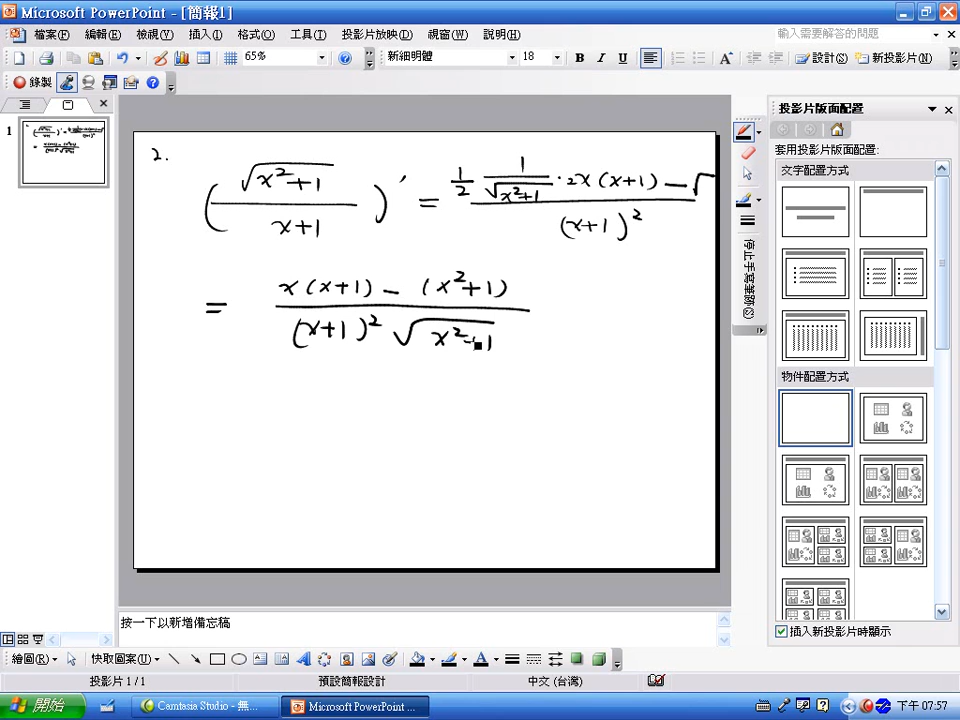 Microsoft PowerPoint - [簡報1]
檔案(F) 編輯(E) 檢視(V) 插入(I) 格式(O) 工具(T) 投影片放映(D) 視窗(W) 說明(H) 輸入需要解答的問題
65% 新細明體 18 B I U A 設計(S) 新投影片(N)
錄製
投影片版面配置
套用投影片版面配置:
文字配置方式
物件配置方式
插入新投影片時顯示
停止手寫筆跡(S)
1
2.
(√(x²+1) / (x+1))' = (1/2 1/√(x²+1) · 2x(x+1) − √ / (x+1)²
= x(x+1) − (x²+1) / (x+1)² √(x²+1)
按一下以新增備忘稿
繪圖(R) 快取圖案(U) A
投影片 1 / 1 預設簡報設計 中文 (台灣)
開始 Camtasia Studio - 無... Microsoft PowerPoint ... 下午 07:57